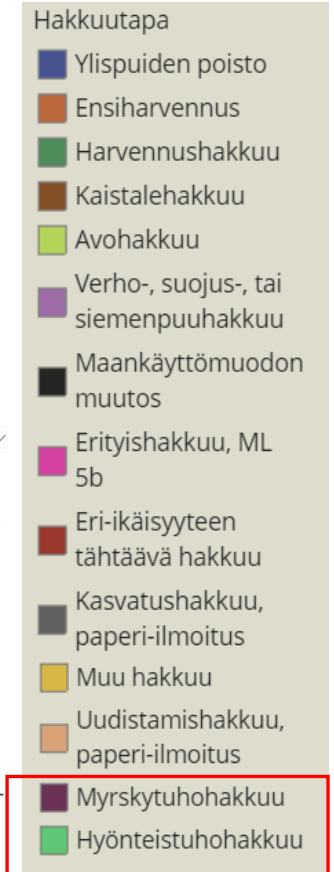 Hakkuutapa
Ylispuiden poisto
Ensiharvennus
Harvennushakkuu
Kaistalehakkuu
Avohakkuu
Verho-, suojus-, tai
siemenpuuhakkuu
Maankäyttömuodon
muutos
Erityishakkuu, ML
5b
Eri-ikäisyyteen
tähtäävä hakkuu
Kasvatushakkuu,
paperi-ilmoitus
Muu hakkuu
Uudistamishakkuu,
paperi-ilmoitus
Myrskytuhohakkuu
Hyönteistuhohakkuu